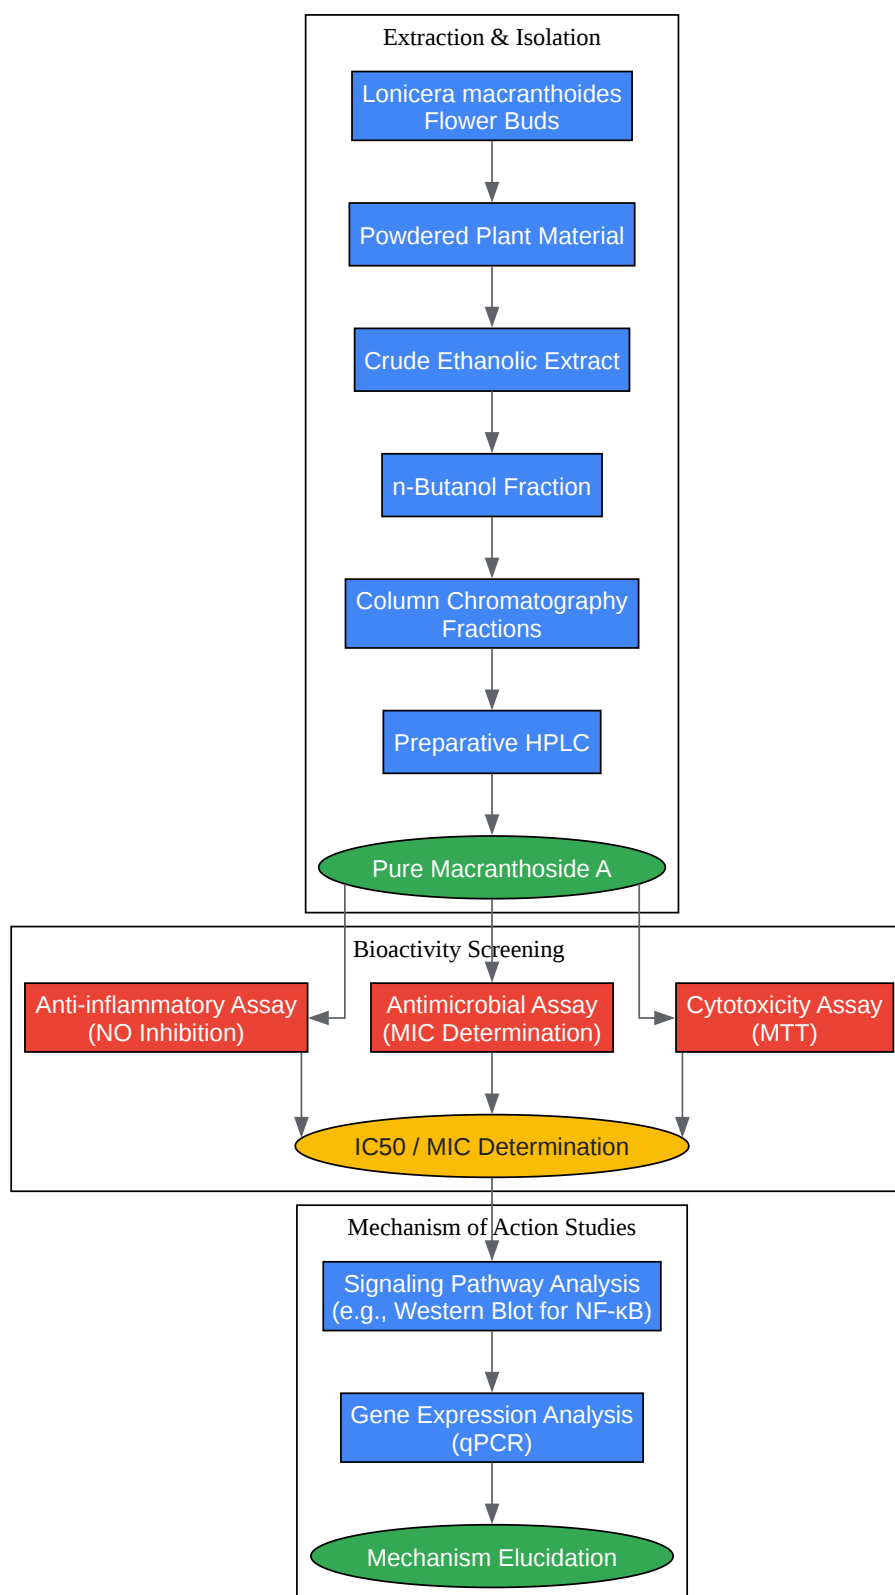 Extraction & Isolation
Lonicera macranthoides
Flower Buds
Powdered Plant Material
Crude Ethanolic Extract
n-Butanol Fraction
Column Chromatography
Fractions
Preparative HPLC
Pure Macranthoside A
Bioactivity Screening
Anti-inflammatory Assay
(NO Inhibition)
Antimicrobial Assay
(MIC Determination)
Cytotoxicity Assay
(MTT)
IC50 / MIC Determination
Mechanism of Action Studies
Signaling Pathway Analysis
(e.g., Western Blot for NF-κB)
Gene Expression Analysis
(qPCR)
Mechanism Elucidation